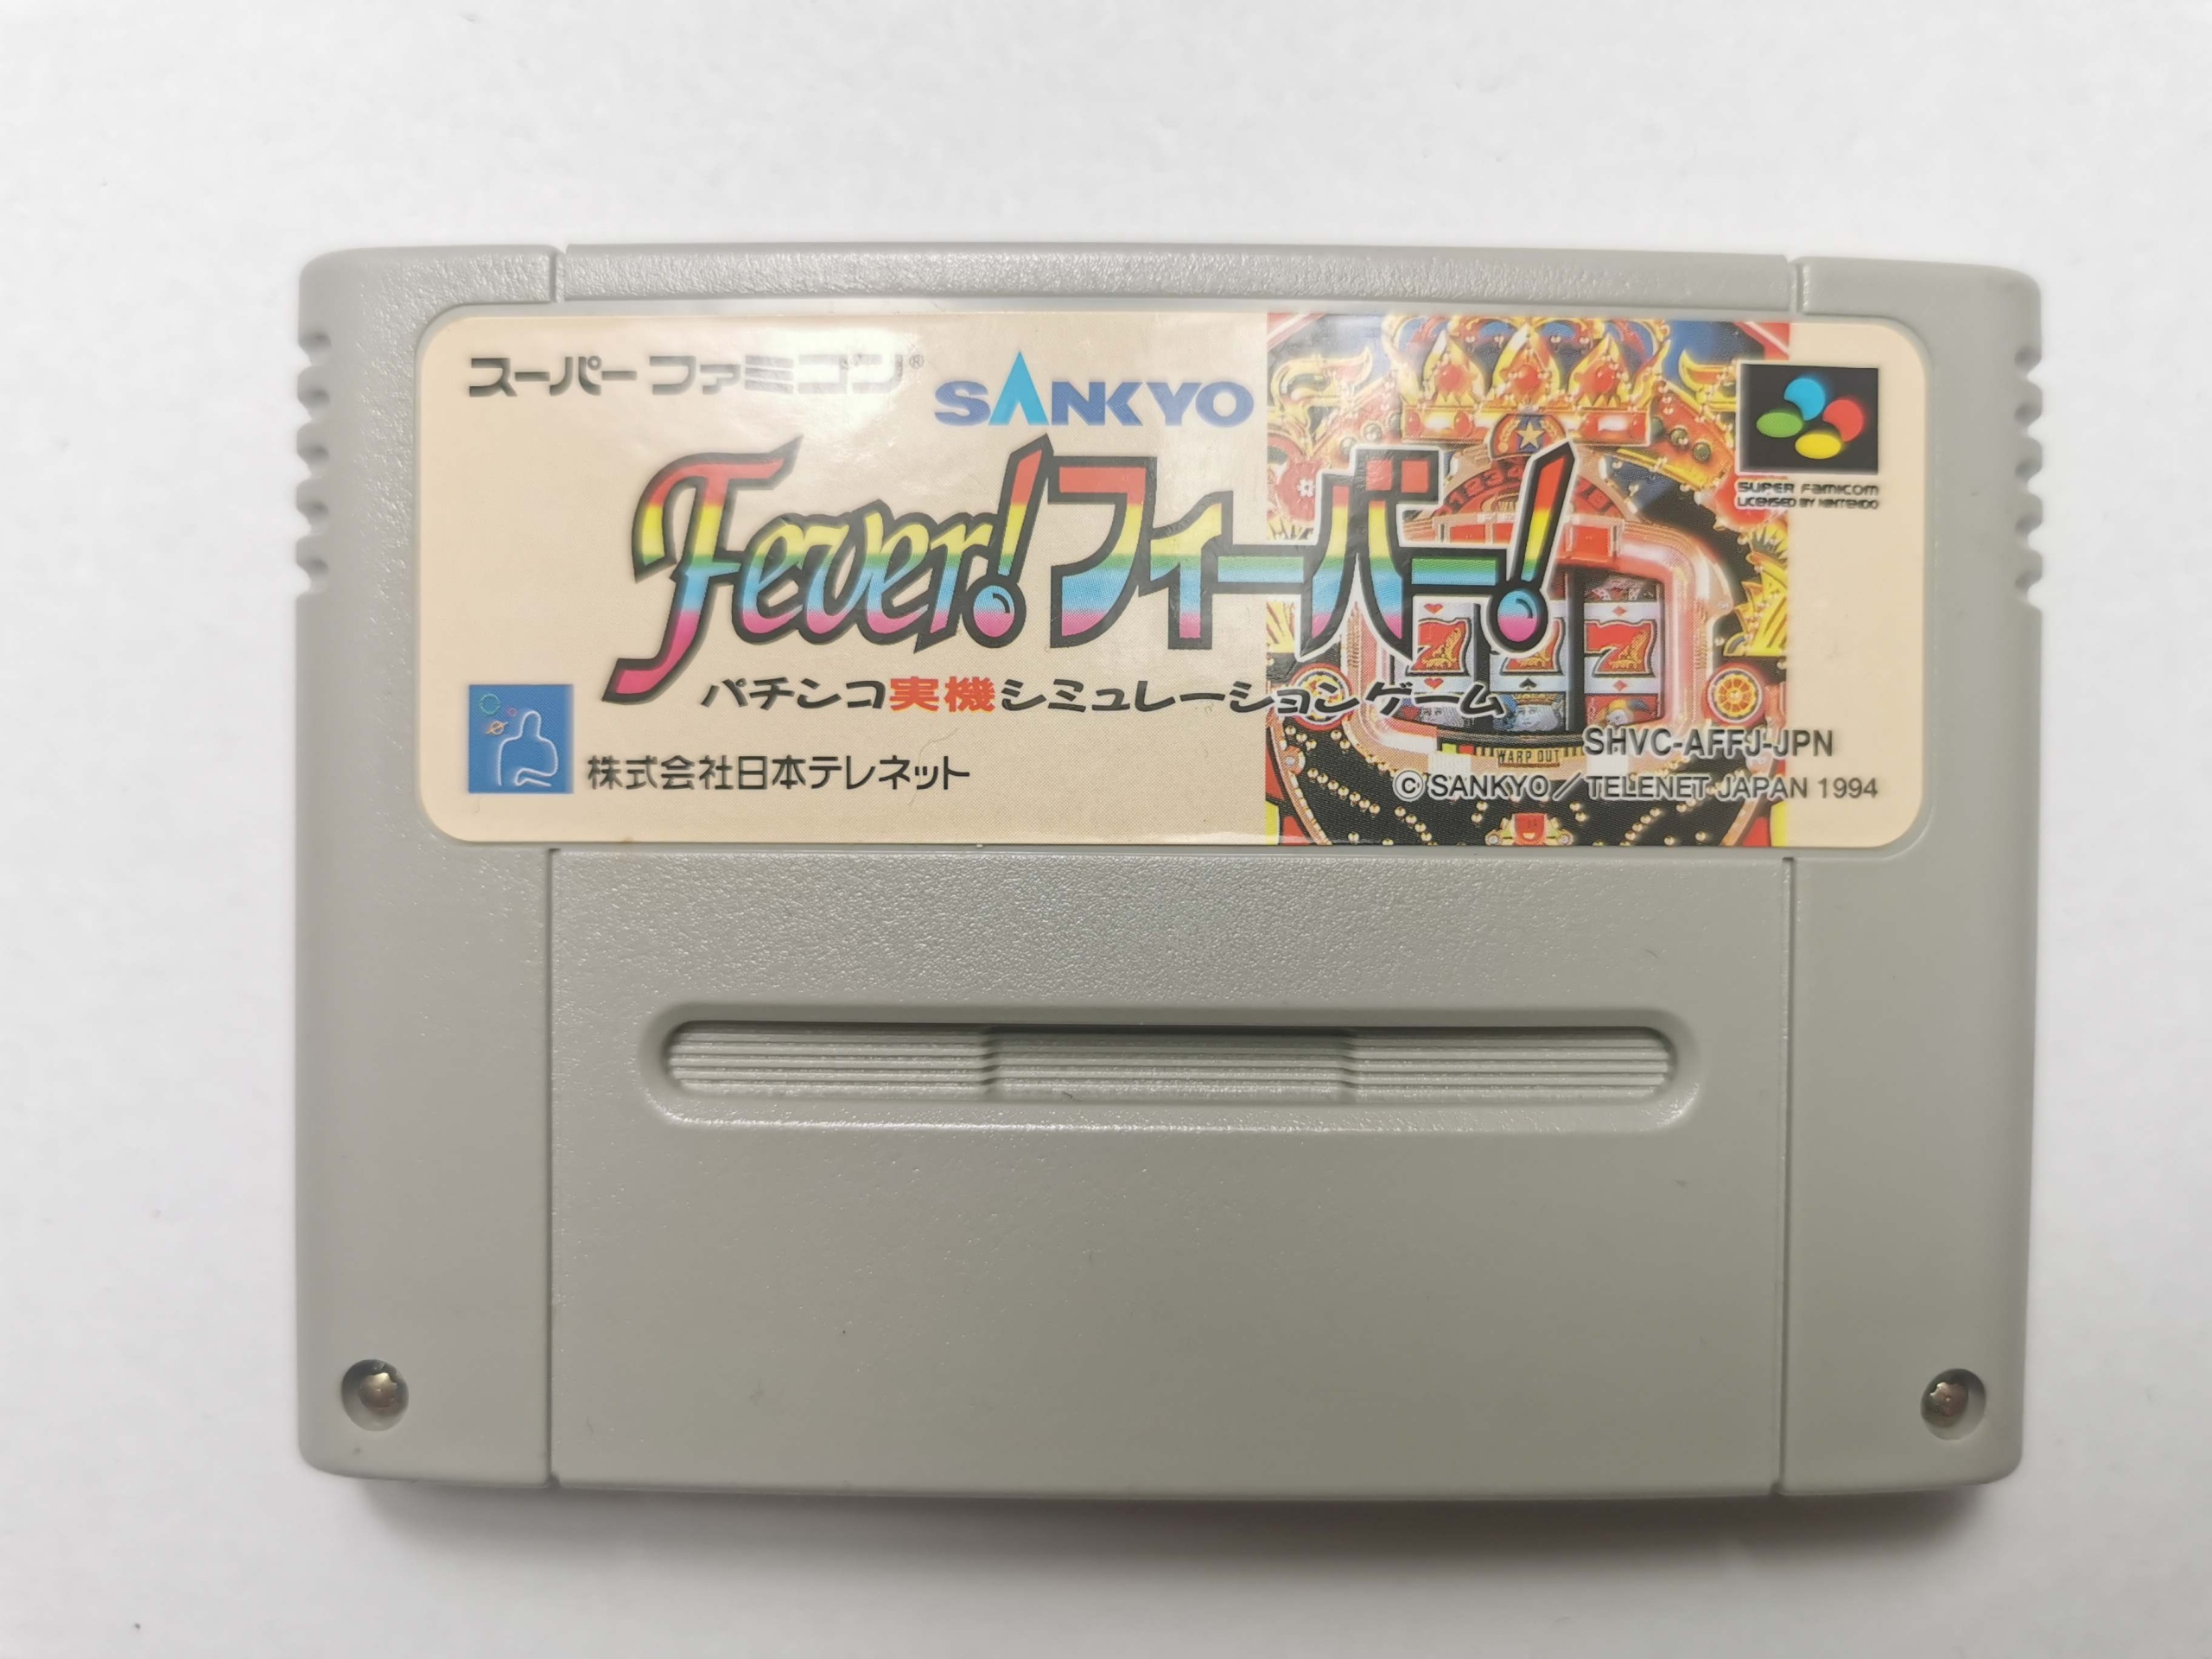 スーパーファミコン®
SANKYO
Fever!フィーバー!
パチンコ実機シミュレーションゲーム
株式会社日本テレネット
SUPER FAMICOM
LICENSED BY NINTENDO
7 7 7
WARP OUT
SHVC-AFFJ-JPN
©SANKYO/TELENET JAPAN 1994